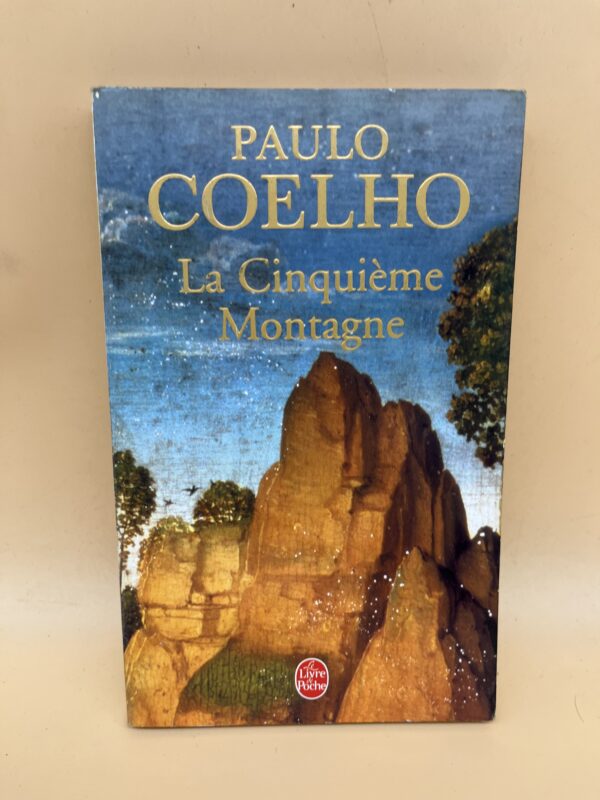 PAULO
COELHO
La Cinquième
Montagne
Le
Livre
de
Poche